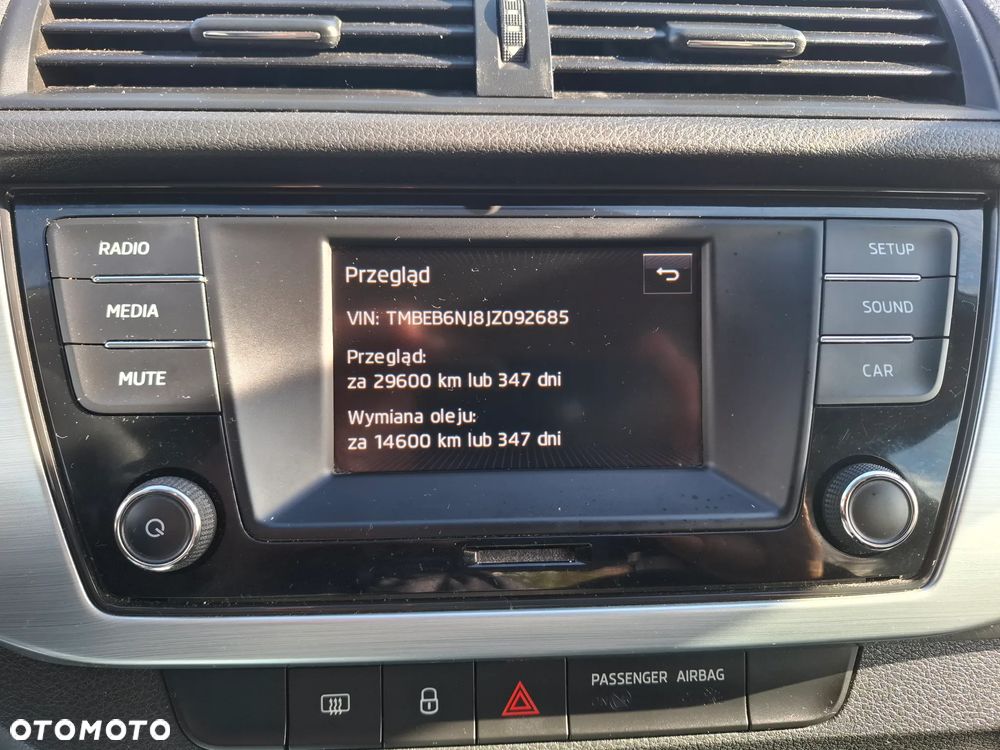 RADIO
MEDIA
MUTE
Przegląd
VIN: TMBEB6NJ8JZ092685
Przegląd:
za 29600 km lub 347 dni
Wymiana oleju:
za 14600 km lub 347 dni
SETUP
SOUND
CAR
PASSENGER AIRBAG
OTOMOTO